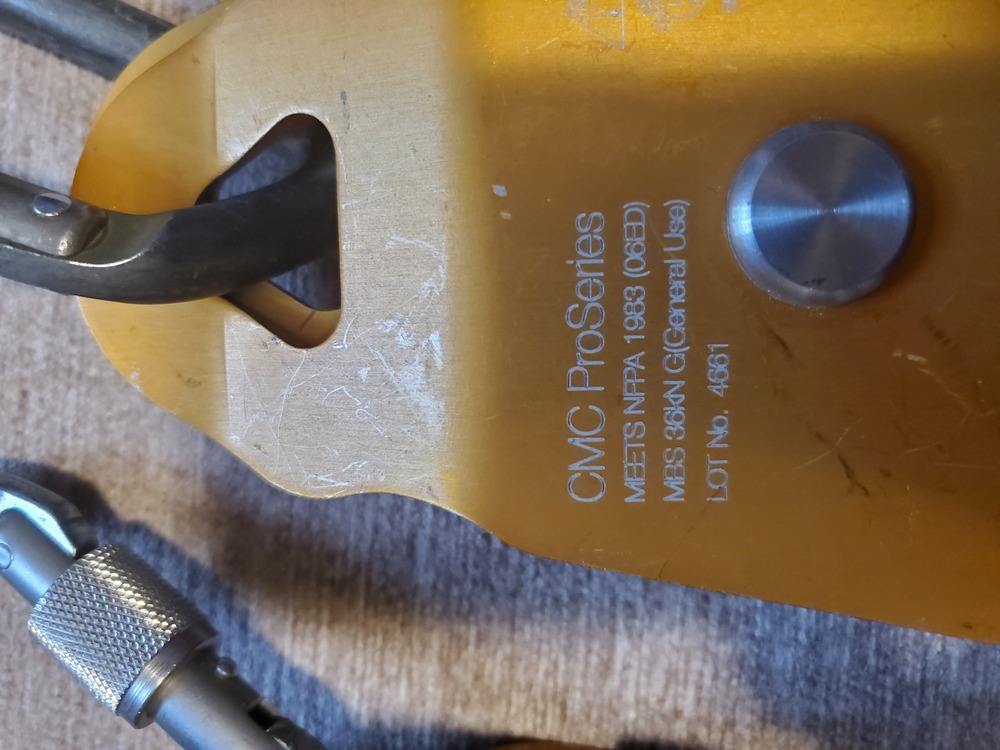 CMC ProSeries
MEETS NFPA 1983 (06ED)
MBS 36kN G(General Use)
LOT No. 4661